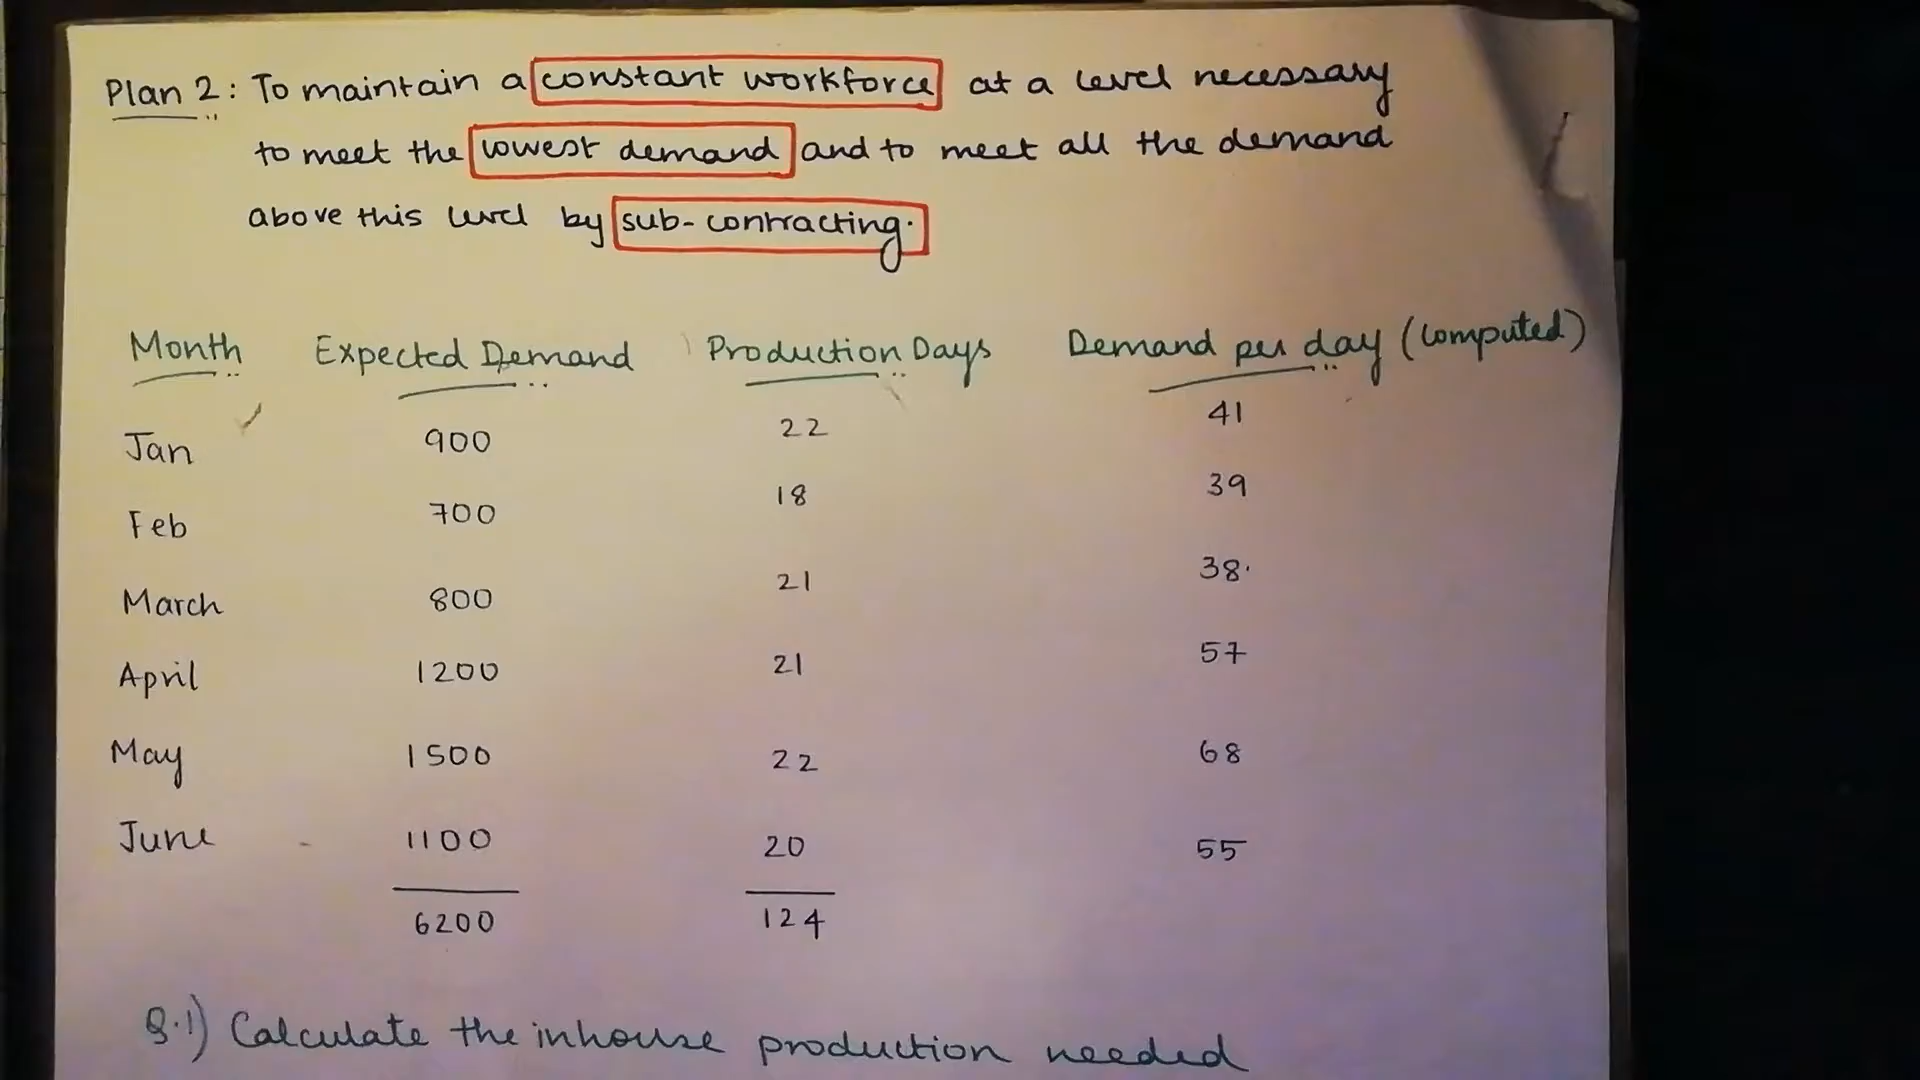 Plan 2: To maintain a constant workforce at a level necessary
to meet the lowest demand and to meet all the demand
above this level by sub-contracting.
Month Expected Demand Production Days Demand per day (computed)
Jan 900 22 41
Feb 700 18 39
March 800 21 38.
April 1200 21 57
May 1500 22 68
June 1100 20 55
6200 124
Q.1) Calculate the inhouse production needed